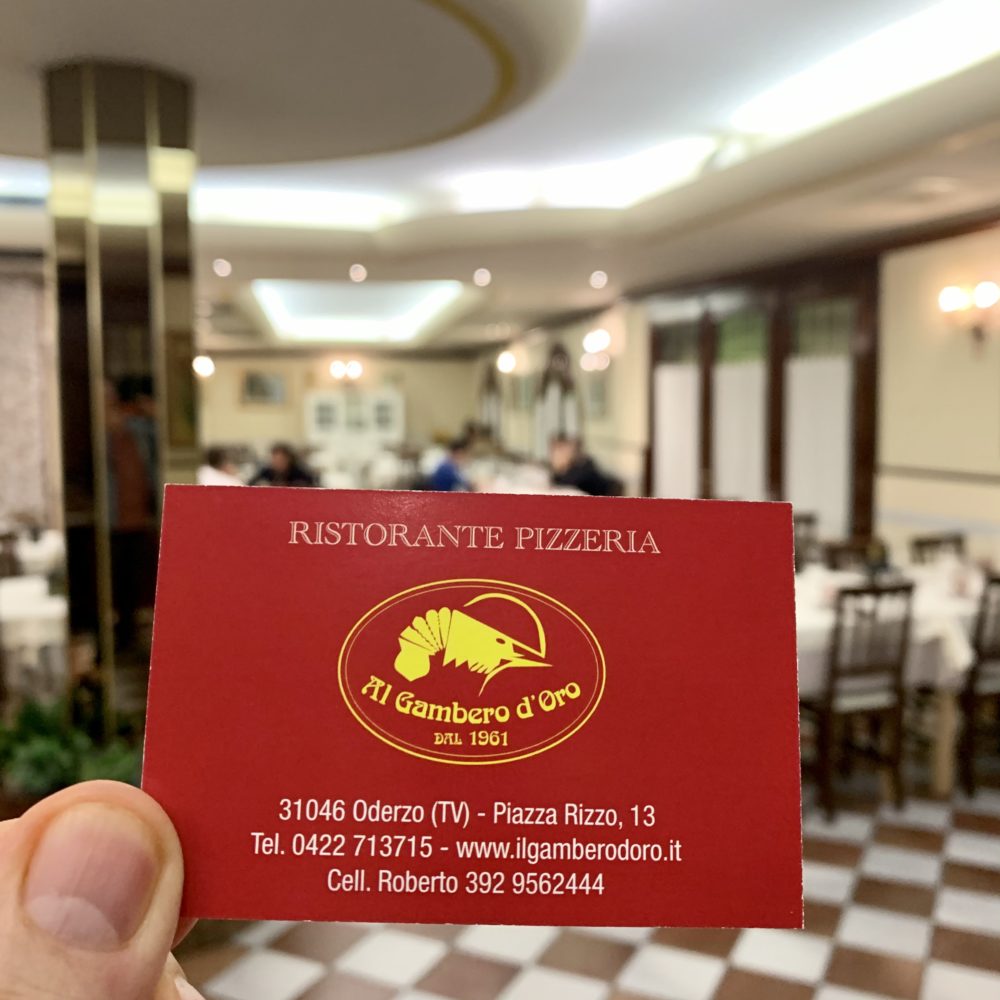 RISTORANTE PIZZERIA
Al Gambero d'Oro
DAL 1961
31046 Oderzo (TV) - Piazza Rizzo, 13
Tel. 0422 713715 - www.ilgamberodoro.it
Cell. Roberto 392 9562444